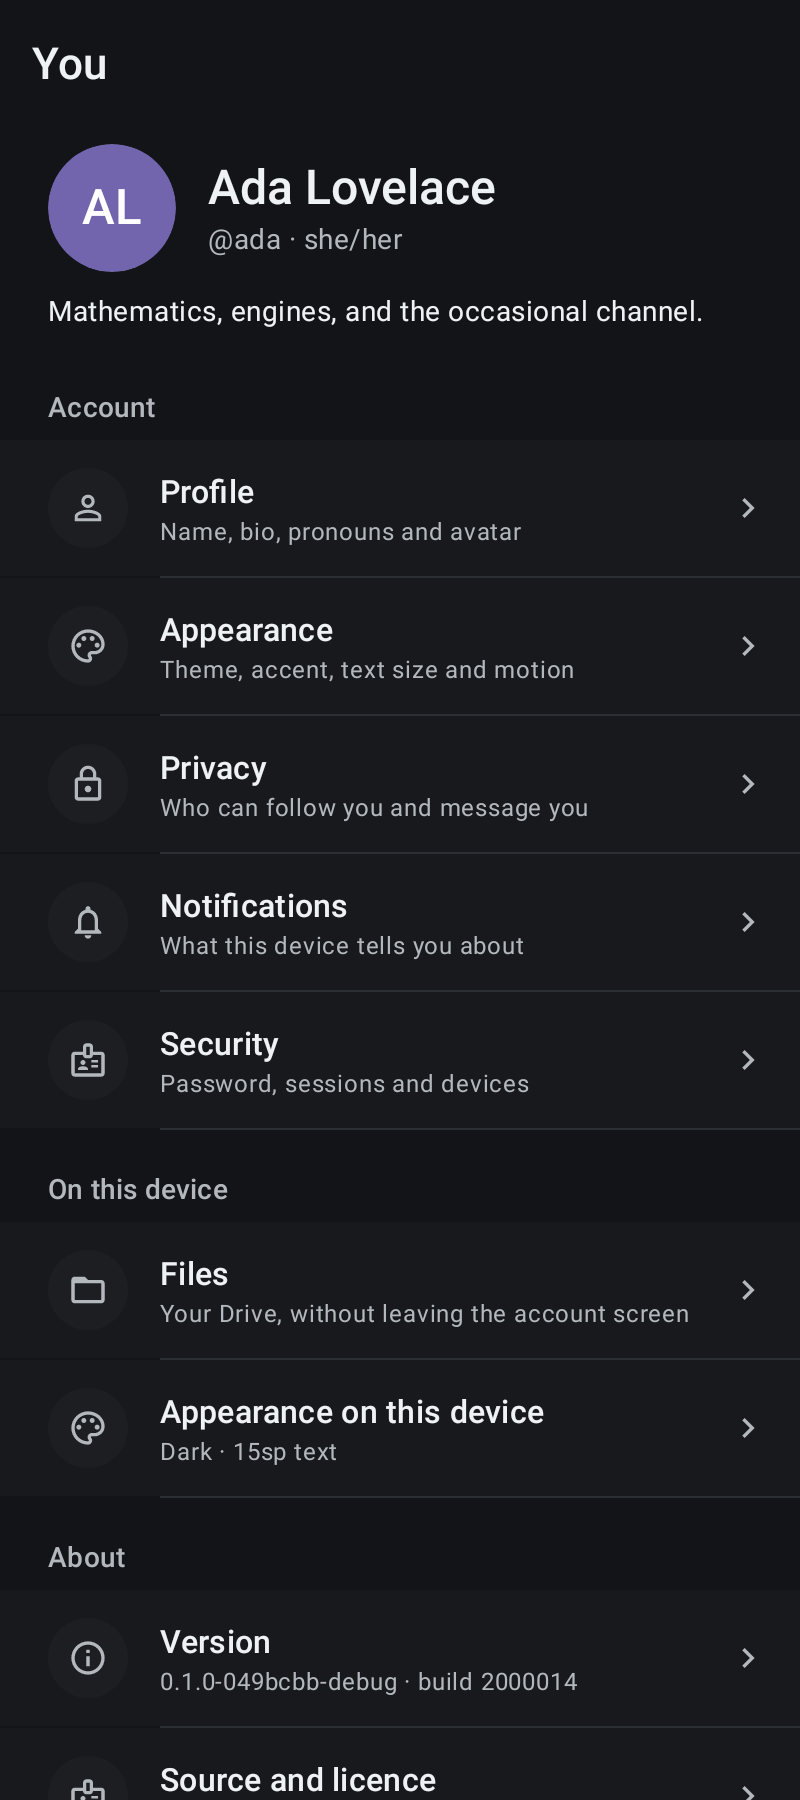 You
AL
Ada Lovelace
@ada · she/her
Mathematics, engines, and the occasional channel.
Account
Profile
Name, bio, pronouns and avatar
Appearance
Theme, accent, text size and motion
Privacy
Who can follow you and message you
Notifications
What this device tells you about
Security
Password, sessions and devices
On this device
Files
Your Drive, without leaving the account screen
Appearance on this device
Dark · 15sp text
About
Version
0.1.0-049bcbb-debug · build 2000014
Source and licence